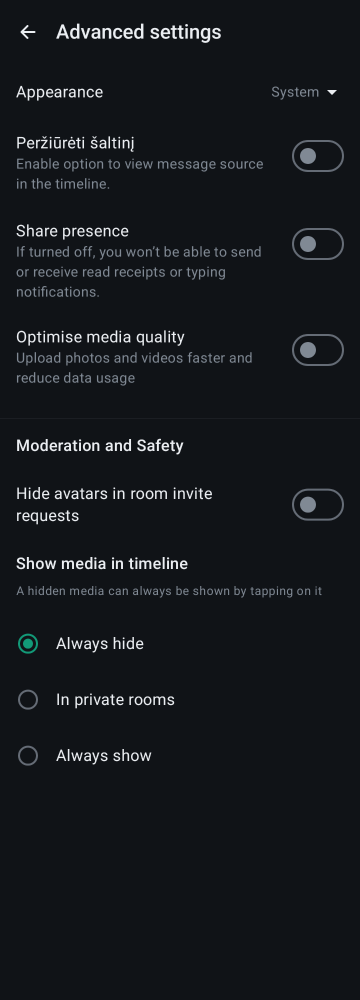 Advanced settings
Appearance
System
Peržiūrėti šaltinį
Enable option to view message source
in the timeline.
Share presence
If turned off, you won't be able to send
or receive read receipts or typing
notifications.
Optimise media quality
Upload photos and videos faster and
reduce data usage
Moderation and Safety
Hide avatars in room invite
requests
Show media in timeline
A hidden media can always be shown by tapping on it
Always hide
In private rooms
Always show